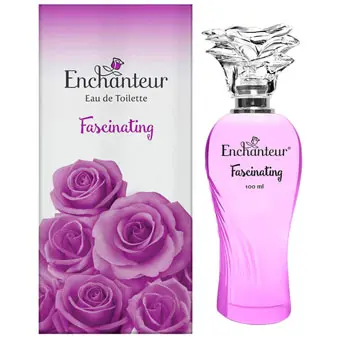 Enchanteur
Eau de Toilette
Fascinating
Enchanteur®
Fascinating
100 ml